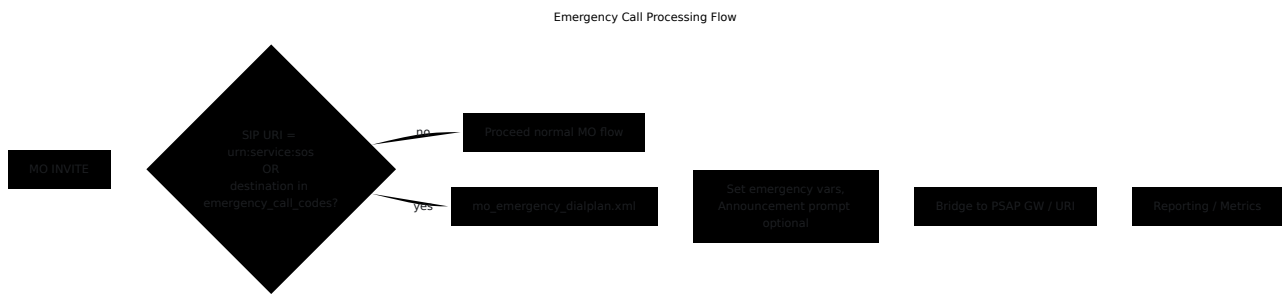 Emergency Call Processing Flow
MO INVITE
SIP URI =
urn:service:sos
OR
destination in
emergency_call_codes?
no
Proceed normal MO flow
yes
mo_emergency_dialplan.xml
Set emergency vars,
Announcement prompt
optional
Bridge to PSAP GW / URI
Reporting / Metrics